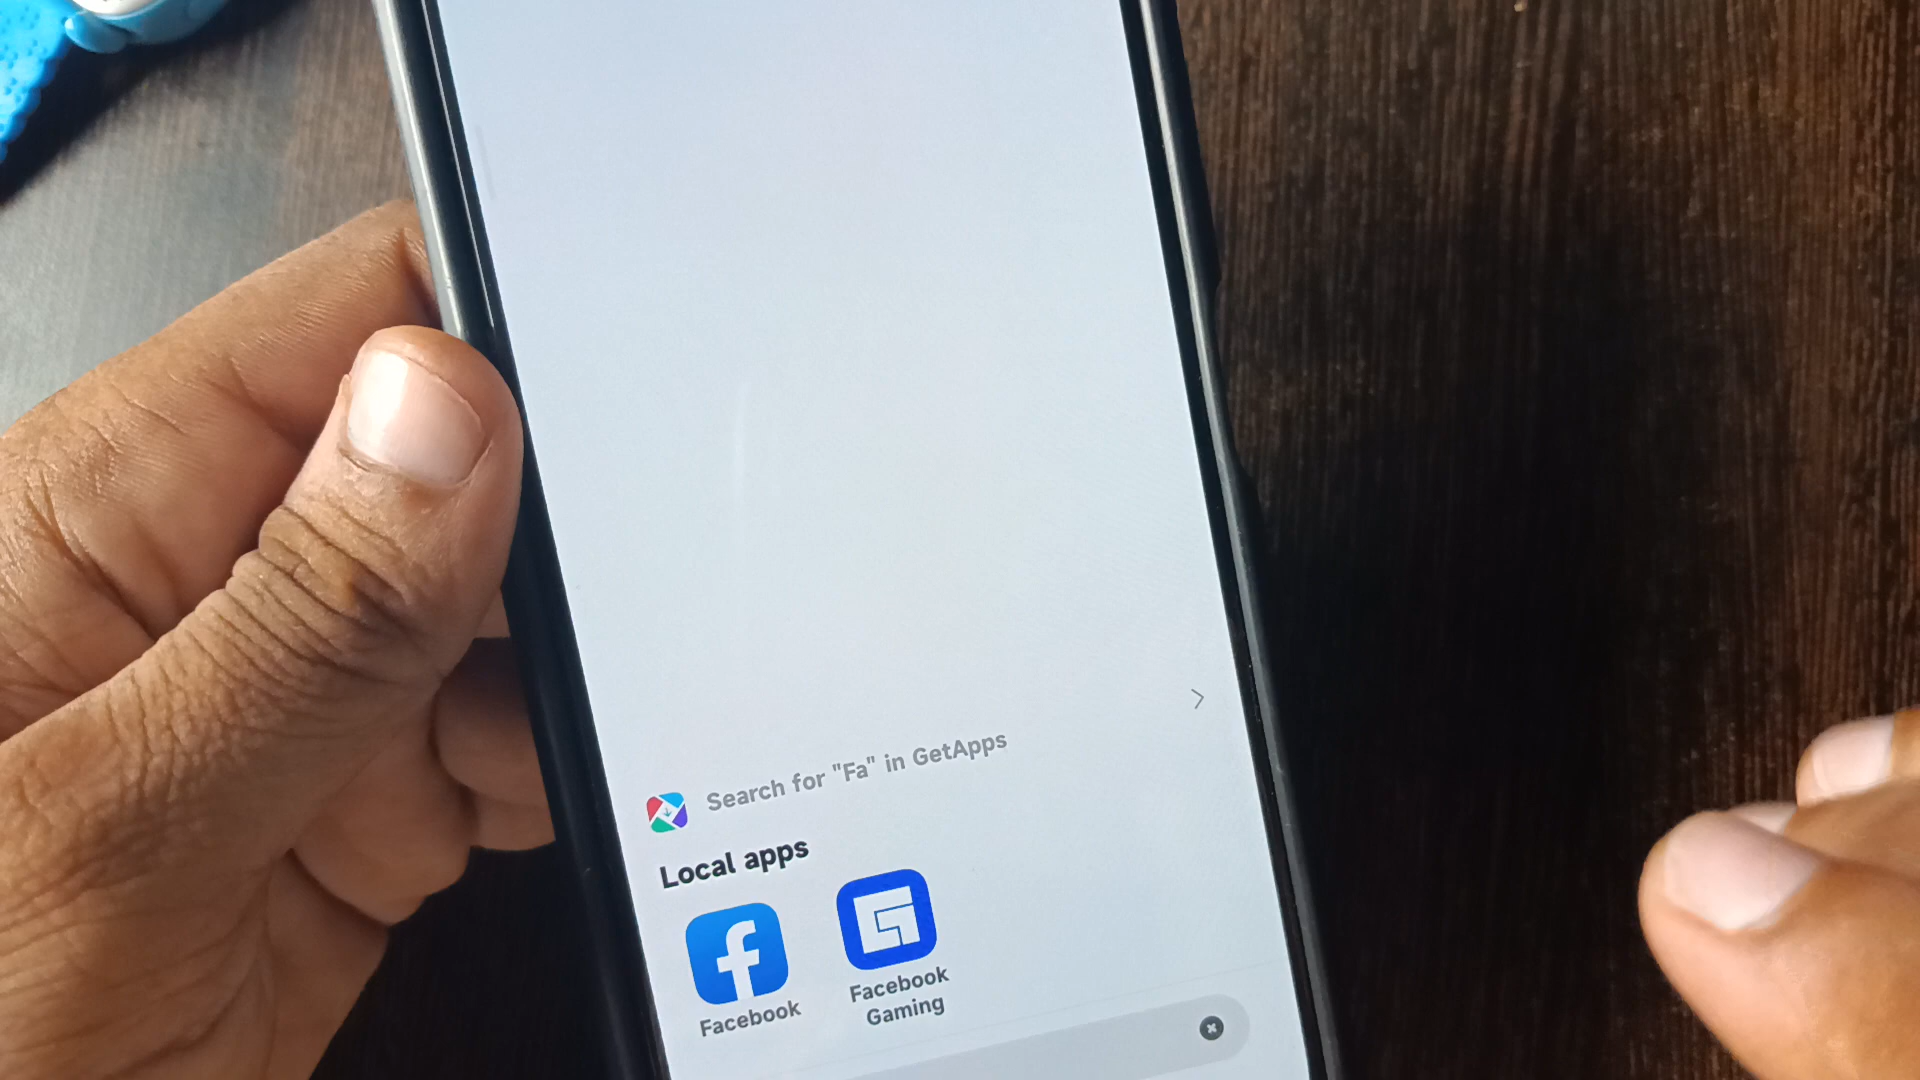 Search for "Fa" in GetApps
Local apps
Facebook
Facebook
Gaming